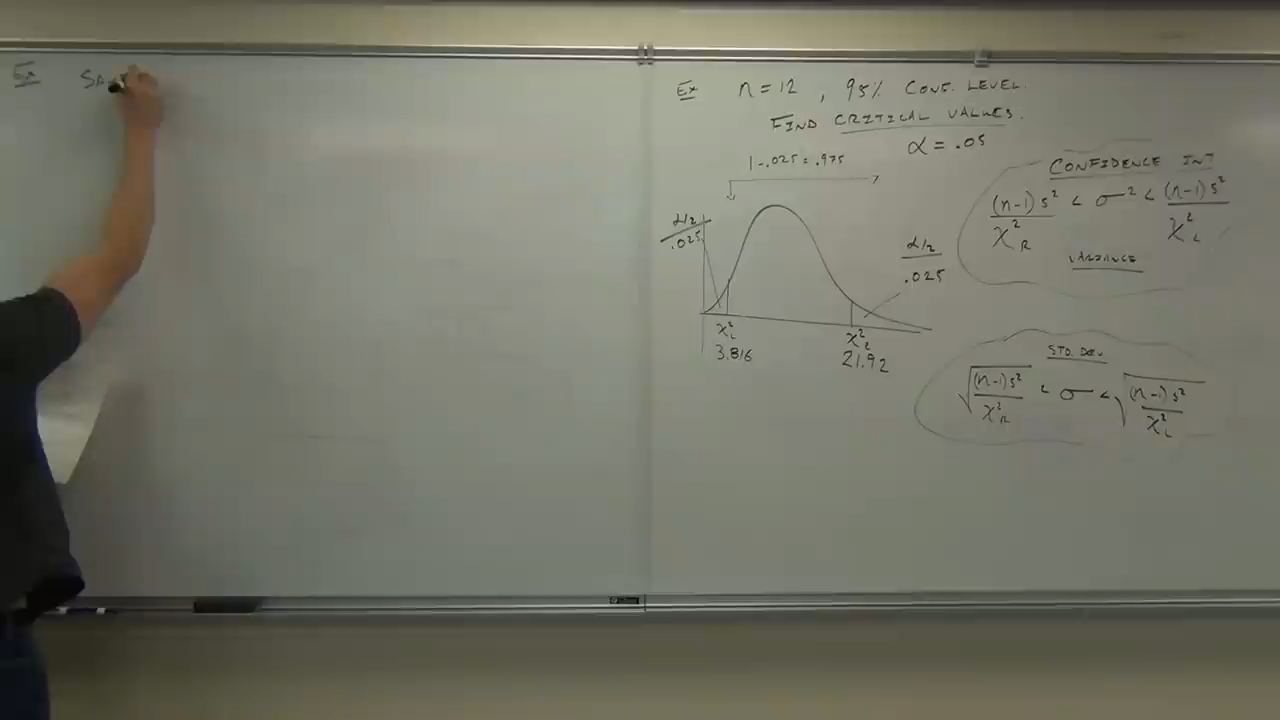 Ex
Ex n = 12 , 95% CONF. LEVEL.
FIND CRITICAL VALUES.
α = .05
1-.025 = .975
α/2
.025
α/2
.025
χ²L
3.816
χ²R
21.92
CONFIDENCE INT
(n-1)s²/χ²R < σ² < (n-1)s²/χ²L
VARIANCE
STD. DEV
√((n-1)s²/χ²R) < σ < √((n-1)s²/χ²L)